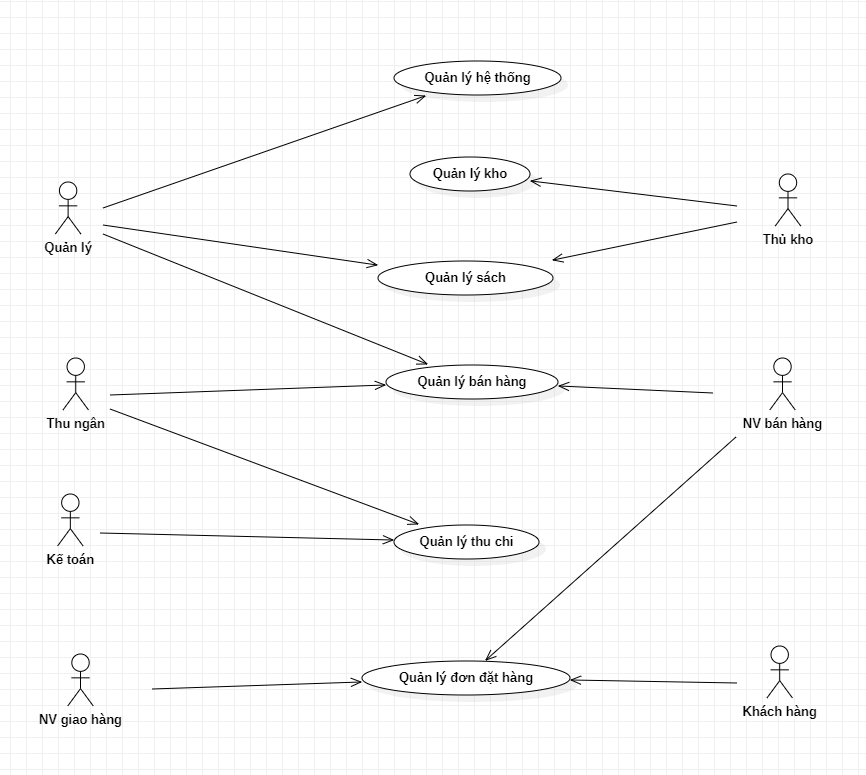 Quản lý hệ thống
Quản lý kho
Quản lý
Thủ kho
Quản lý sách
Quản lý bán hàng
Thu ngân
NV bán hàng
Quản lý thu chi
Kế toán
Quản lý đơn đặt hàng
NV giao hàng
Khách hàng